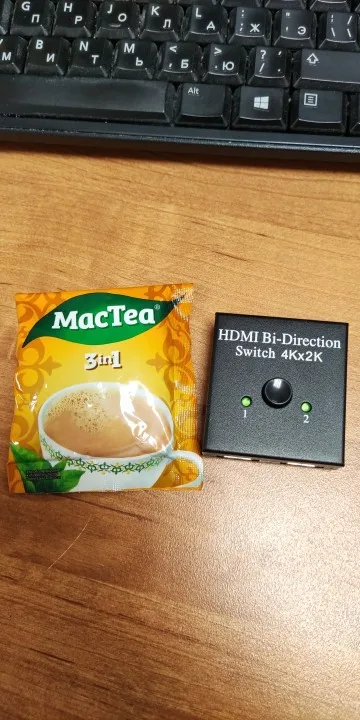 G П
H Р
J О
K Л
L Д
: ; Ж
" ' Э
M
B И
N Т
M Ь
< , Б
> . Ю
? /
Alt
MacTea®
3in1
HDMI Bi-Direction
Switch 4Kx2K
1 2